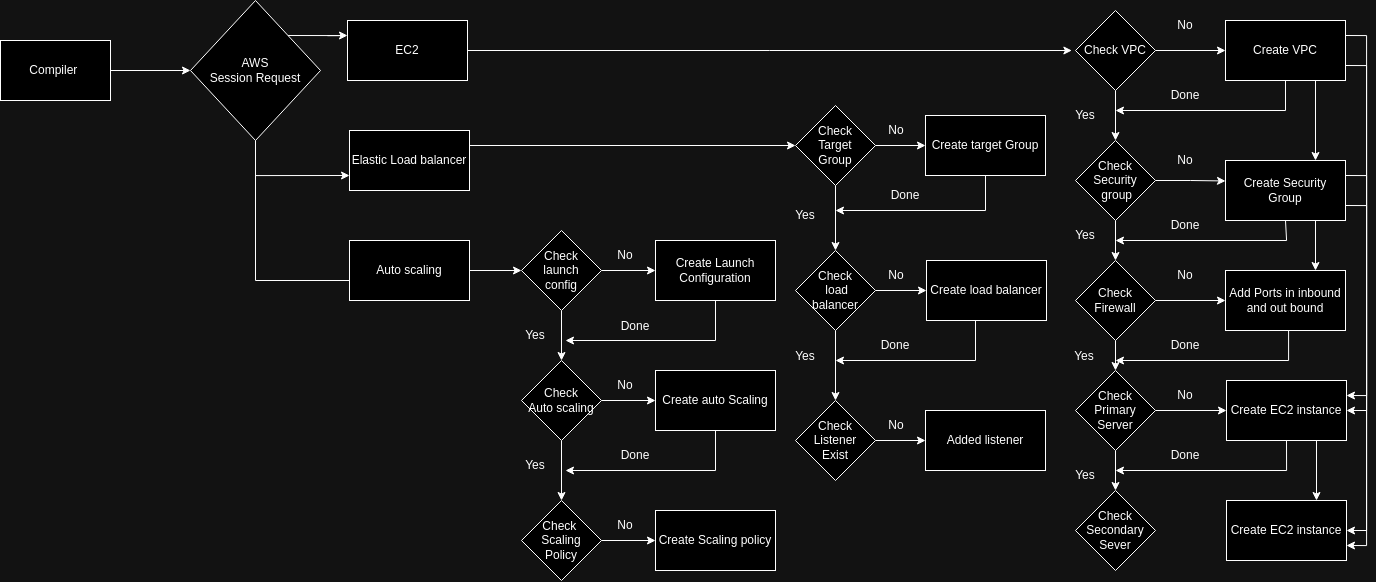 Compiler
AWS
Session Request
EC2
Elastic Load balancer
Auto scaling
Check
launch
config
No
Create Launch
Configuration
Done
Yes
Check
Auto scaling
No
Create auto Scaling
Done
Yes
Check
Scaling
Policy
No
Create Scaling policy
Check
Target
Group
No
Create target Group
Done
Yes
Check
load
balancer
No
Create load balancer
Done
Yes
Check
Listener
Exist
No
Added listener
Check VPC
No
Create VPC
Done
Yes
Check
Security
group
No
Create Security
Group
Done
Yes
Check
Firewall
No
Add Ports in inbound
and out bound
Done
Yes
Check
Primary
Server
No
Create EC2 instance
Done
Yes
Check
Secondary
Sever
Create EC2 instance